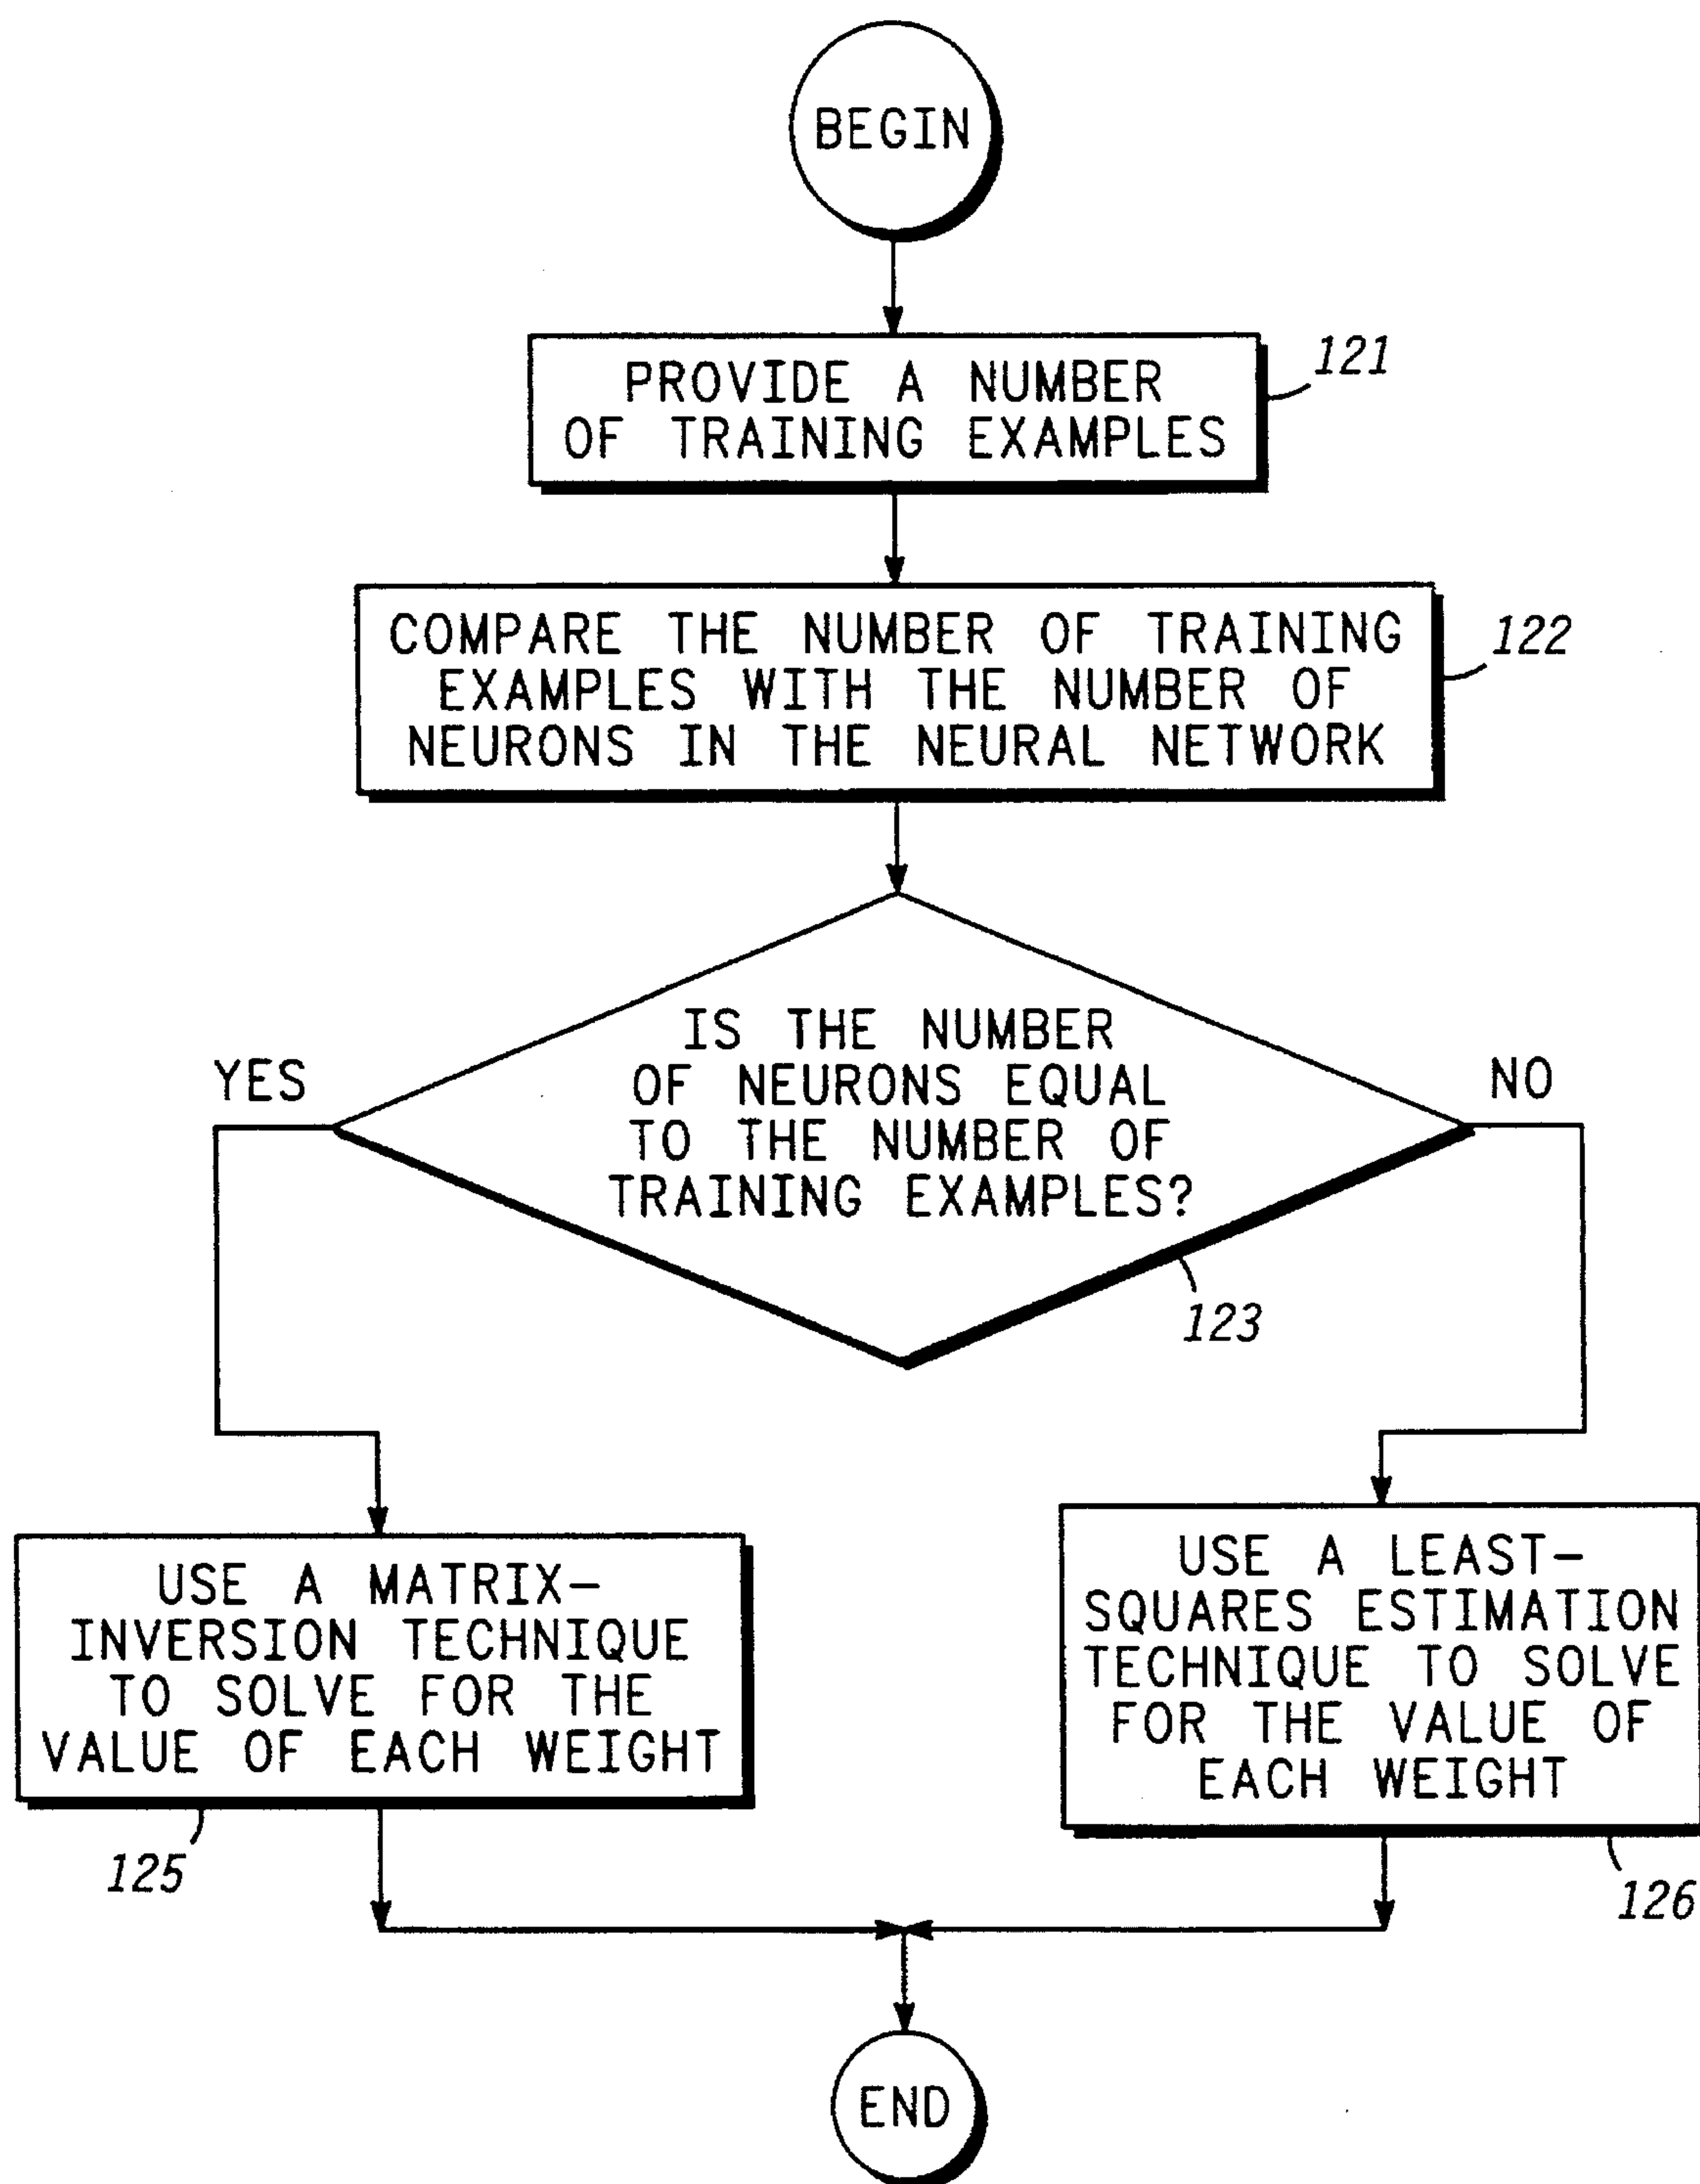 BEGIN
PROVIDE A NUMBER
OF TRAINING EXAMPLES
121
COMPARE THE NUMBER OF TRAINING
EXAMPLES WITH THE NUMBER OF
NEURONS IN THE NEURAL NETWORK
122
IS THE NUMBER
OF NEURONS EQUAL
TO THE NUMBER OF
TRAINING EXAMPLES?
YES
NO
123
USE A MATRIX-
INVERSION TECHNIQUE
TO SOLVE FOR THE
VALUE OF EACH WEIGHT
125
USE A LEAST-
SQUARES ESTIMATION
TECHNIQUE TO SOLVE
FOR THE VALUE OF
EACH WEIGHT
126
END